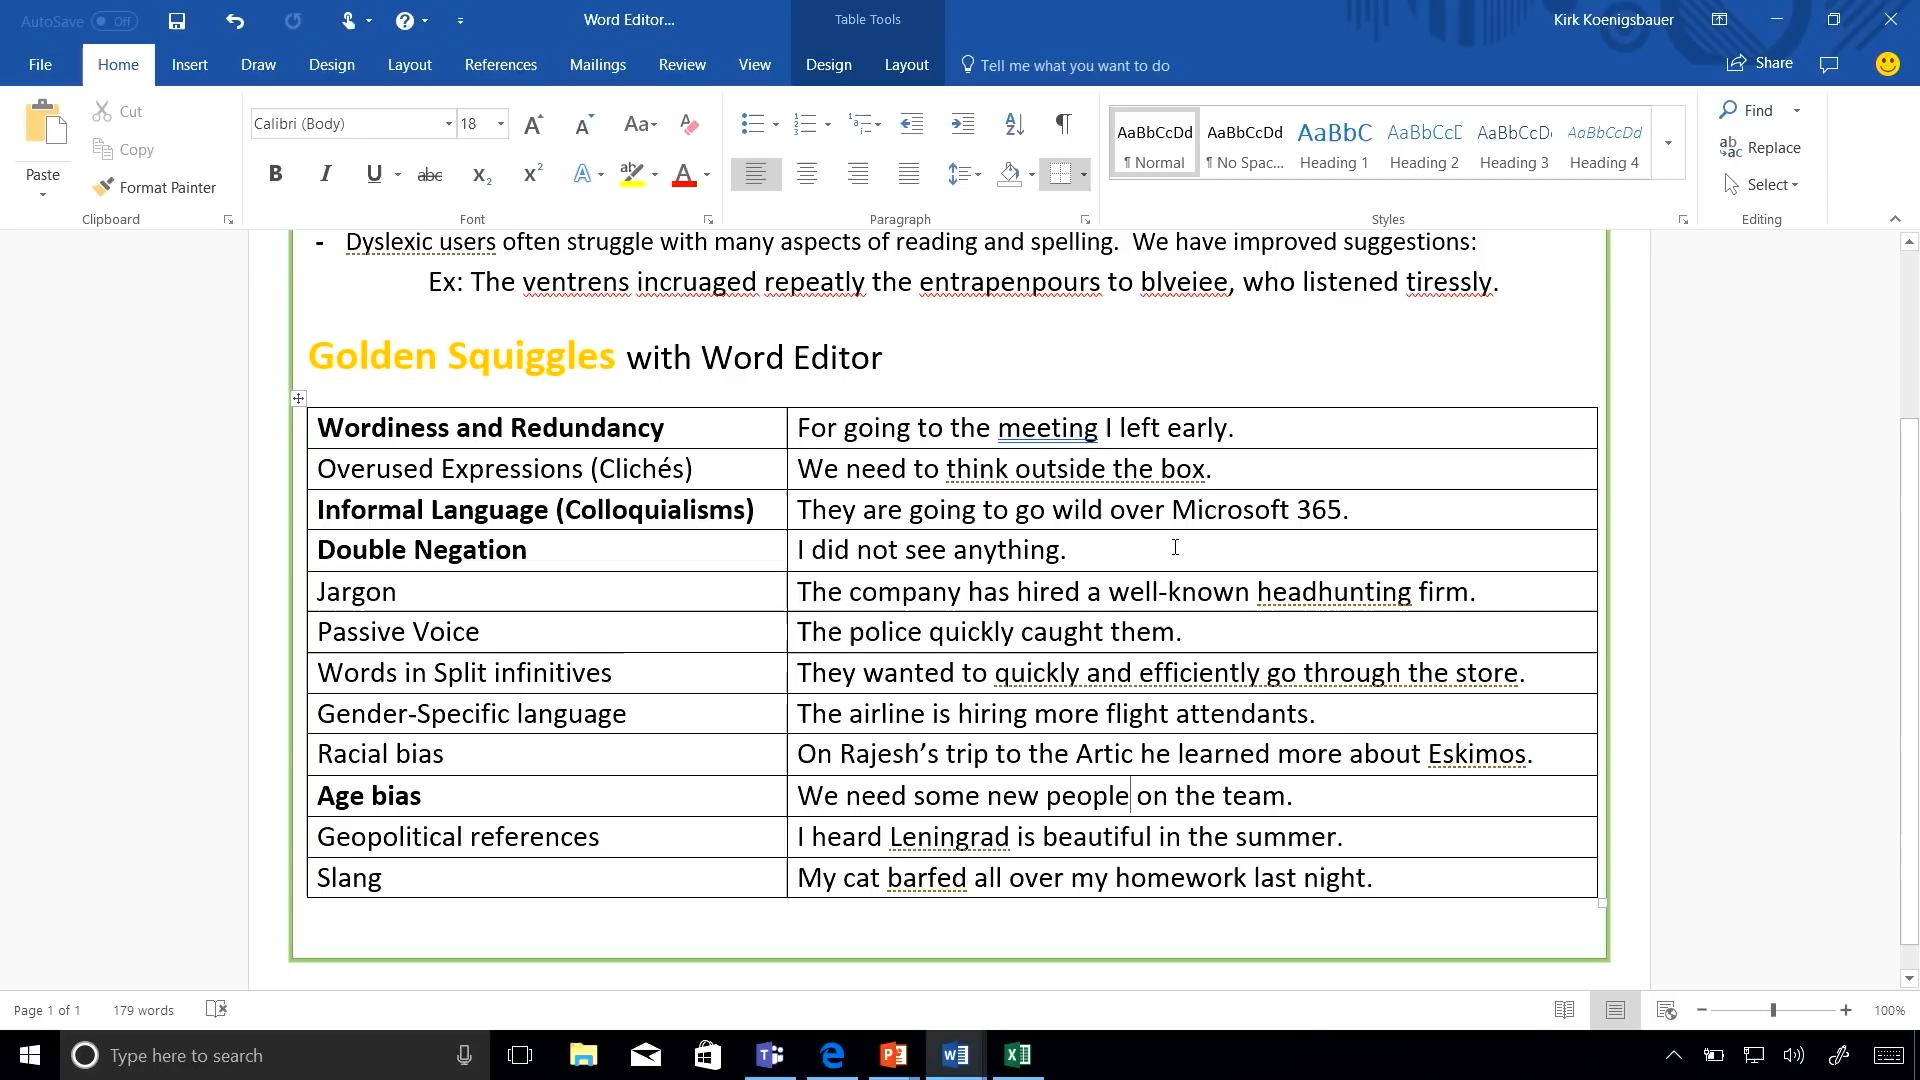 AutoSave Off
Word Editor...
Table Tools
Kirk Koenigsbauer
File Home Insert Draw Design Layout References Mailings Review View Design Layout Tell me what you want to do
Share
Paste
Cut
Copy
Format Painter
Clipboard
Calibri (Body) 18
Font
Paragraph
AaBbCcDd AaBbCcDd AaBbC AaBbCcD AaBbCcD AaBbCcDd
¶ Normal ¶ No Spac... Heading 1 Heading 2 Heading 3 Heading 4
Styles
Find
Replace
Select
Editing
- Dyslexic users often struggle with many aspects of reading and spelling. We have improved suggestions:
Ex: The ventrens incruaged repeatly the entrapenpours to blveiee, who listened tiressly.
Golden Squiggles with Word Editor
Wordiness and Redundancy For going to the meeting I left early.
Overused Expressions (Clichés) We need to think outside the box.
Informal Language (Colloquialisms) They are going to go wild over Microsoft 365.
Double Negation I did not see anything.
Jargon The company has hired a well-known headhunting firm.
Passive Voice The police quickly caught them.
Words in Split infinitives They wanted to quickly and efficiently go through the store.
Gender-Specific language The airline is hiring more flight attendants.
Racial bias On Rajesh’s trip to the Artic he learned more about Eskimos.
Age bias We need some new people on the team.
Geopolitical references I heard Leningrad is beautiful in the summer.
Slang My cat barfed all over my homework last night.
Page 1 of 1 179 words 100%
Type here to search